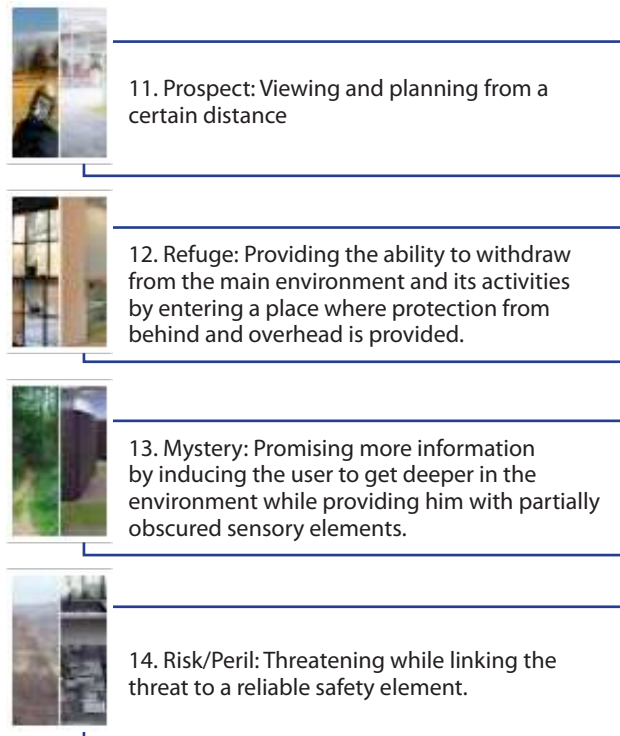 11. Prospect: Viewing and planning from a
certain distance
12. Refuge: Providing the ability to withdraw
from the main environment and its activities
by entering a place where protection from
behind and overhead is provided.
13. Mystery: Promising more information
by inducing the user to get deeper in the
environment while providing him with partially
obscured sensory elements.
14. Risk/Peril: Threatening while linking the
threat to a reliable safety element.